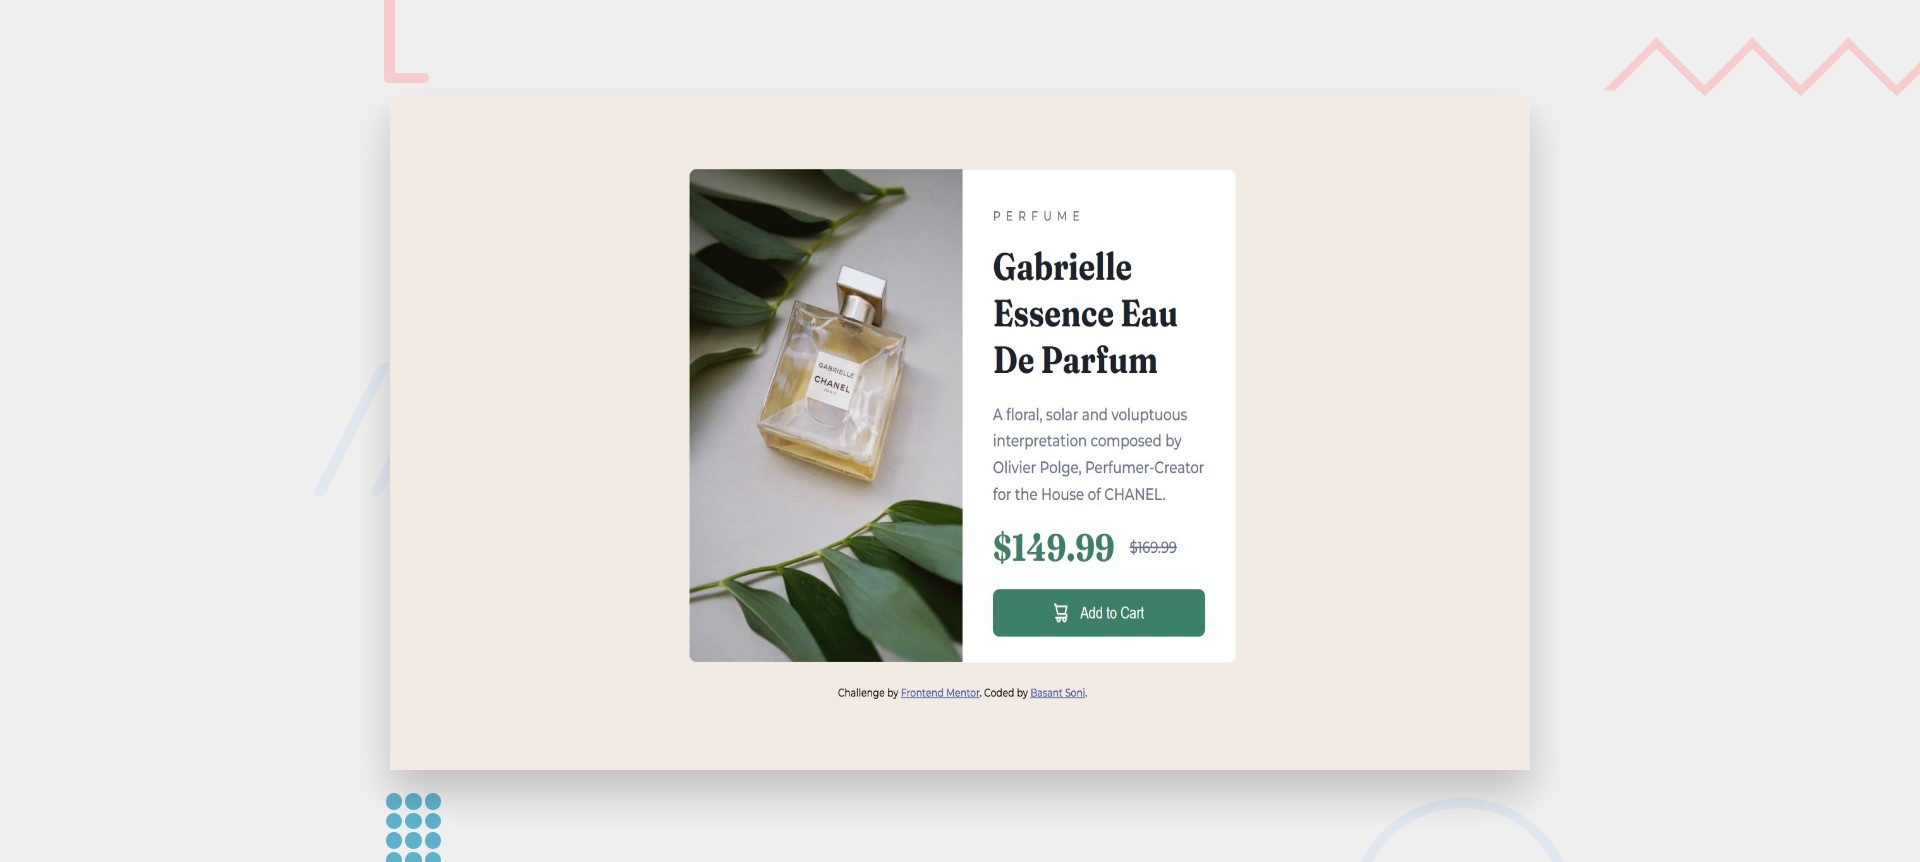 PERFUME
Gabrielle
Essence Eau
De Parfum
A floral, solar and voluptuous
interpretation composed by
Olivier Polge, Perfumer-Creator
for the House of CHANEL.
$149.99 $169.99
Add to Cart
GABRIELLE
CHANEL
PARIS
Challenge by Frontend Mentor. Coded by Basant Soni.